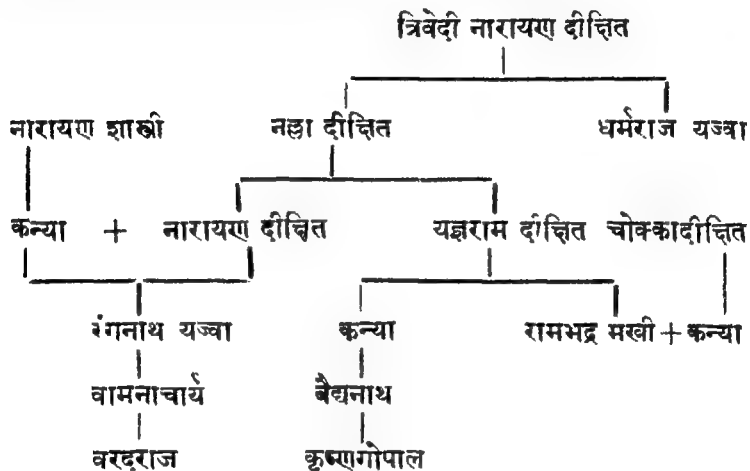 त्रिवेदी नारायण दीक्षित
नारायण शास्त्री नल्ला दीक्षित धर्मराज यज्वा
कन्या + नारायण दीक्षित यज्ञराम दीक्षित चोक्कादीक्षित
रंगनाथ यज्वा कन्या रामभद्र मखी + कन्या
वामनाचार्य वैद्यनाथ
वरदराज कृष्णगोपाल